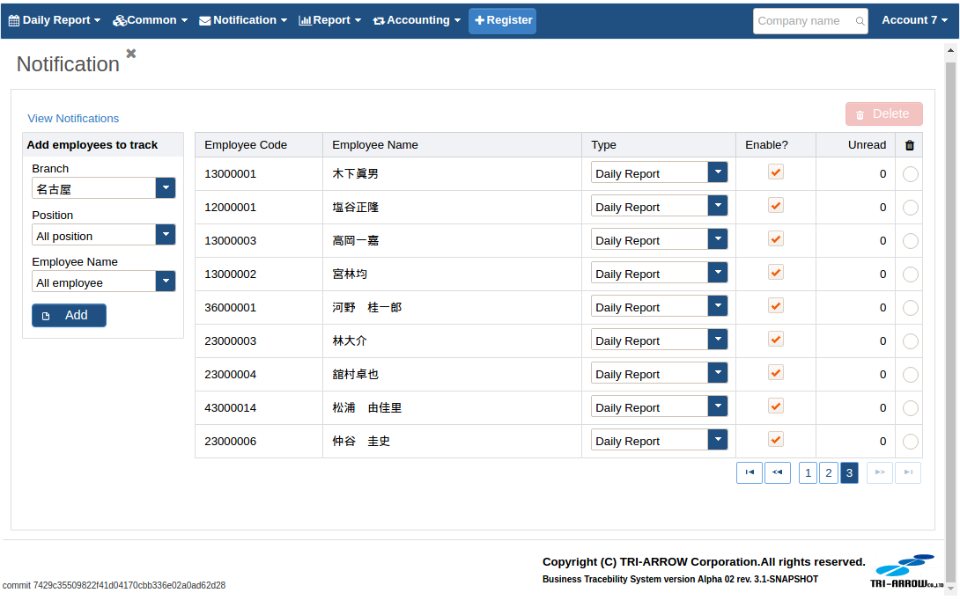 Daily Report Common Notification Report Accounting Register Company name Account 7
Notification
View Notifications
Delete
Add employees to track
Branch
名古屋
Position
All position
Employee Name
All employee
Add
Employee Code Employee Name Type Enable? Unread
13000001 木下眞男 Daily Report 0
12000001 塩谷正隆 Daily Report 0
13000003 高岡一嘉 Daily Report 0
13000002 宮林均 Daily Report 0
36000001 河野　桂一郎 Daily Report 0
23000003 林大介 Daily Report 0
23000004 舘村卓也 Daily Report 0
43000014 松浦　由佳里 Daily Report 0
23000006 仲谷　圭史 Daily Report 0
1 2 3
Copyright (C) TRI-ARROW Corporation.All rights reserved.
Business Tracebility System version Alpha 02 rev. 3.1-SNAPSHOT
TRI-ARROW Co.,LTD
commit 7429c35509822f41d04170cbb336e02a0ad62d28